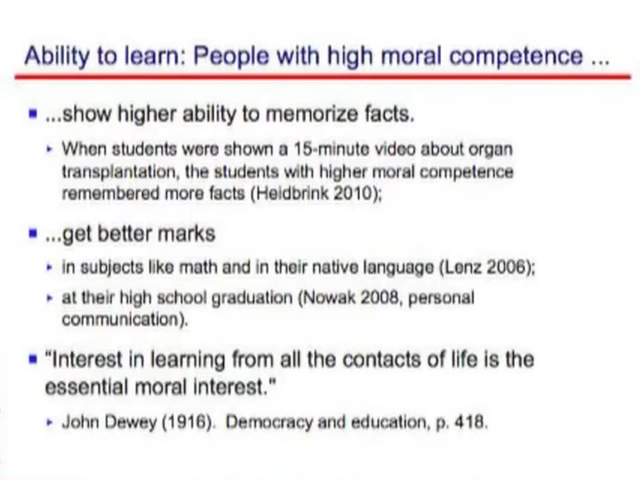 Ability to learn: People with high moral competence ...
...show higher ability to memorize facts.
When students were shown a 15-minute video about organ
transplantation, the students with higher moral competence
remembered more facts (Heidbrink 2010);
...get better marks
in subjects like math and in their native language (Lenz 2006);
at their high school graduation (Nowak 2008, personal
communication).
"Interest in learning from all the contacts of life is the
essential moral interest."
John Dewey (1916).  Democracy and education, p. 418.